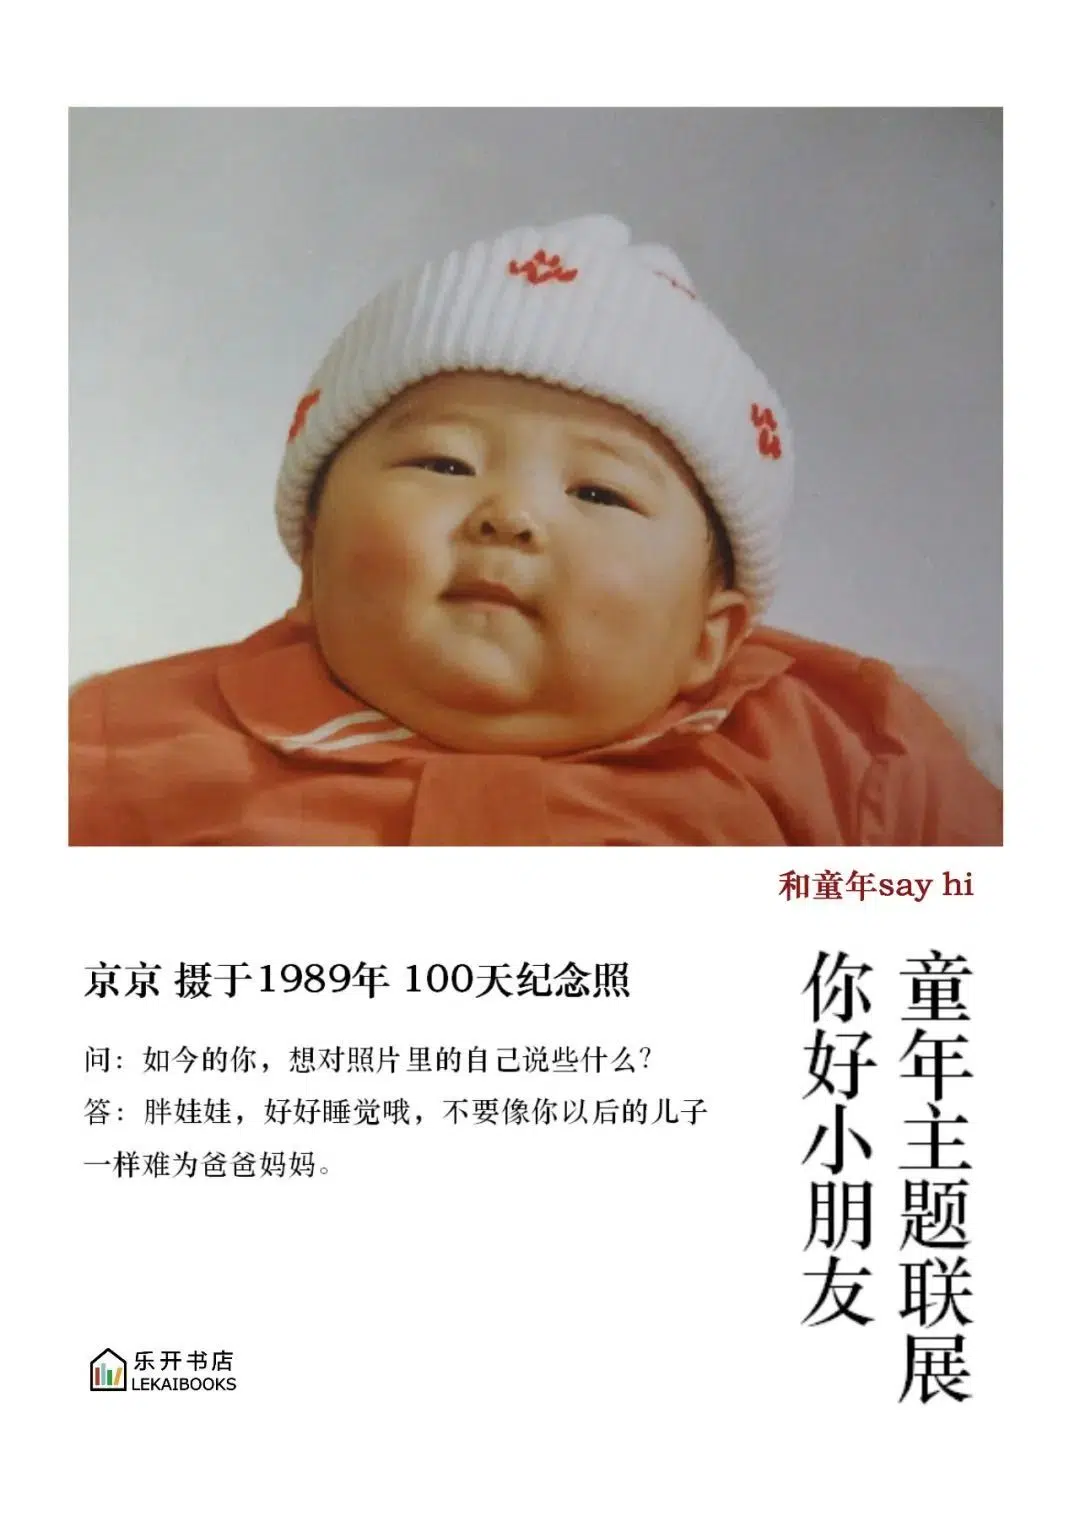 和童年say hi
童年主题联展
你好小朋友
京京 摄于1989年 100天纪念照
问：如今的你，想对照片里的自己说些什么？
答：胖娃娃，好好睡觉哦，不要像你以后的儿子
一样难为爸爸妈妈。
乐开书店
LEKAIBOOKS